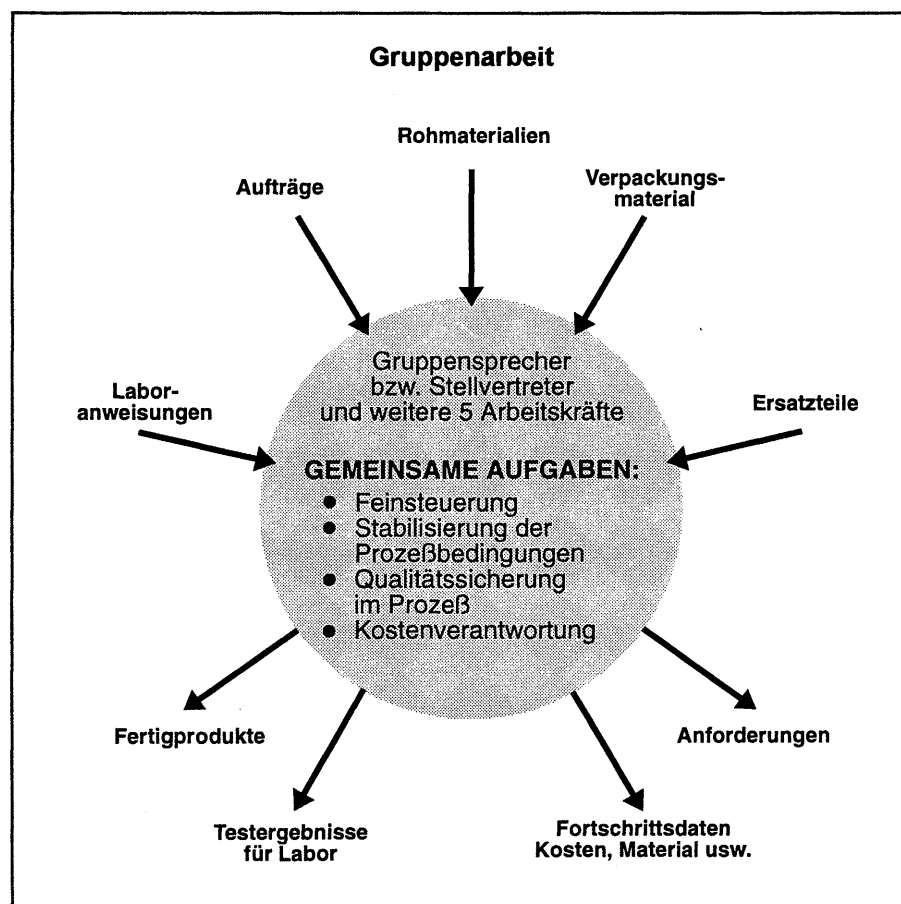 Gruppenarbeit
Rohmaterialien
Aufträge
Verpackungs-
material
Labor-
anweisungen
Ersatzteile
Gruppensprecher
bzw. Stellvertreter
und weitere 5 Arbeitskräfte
GEMEINSAME AUFGABEN:
● Feinsteuerung
● Stabilisierung der
Prozeßbedingungen
● Qualitätssicherung
im Prozeß
● Kostenverantwortung
Fertigprodukte
Anforderungen
Testergebnisse
für Labor
Fortschrittsdaten
Kosten, Material usw.